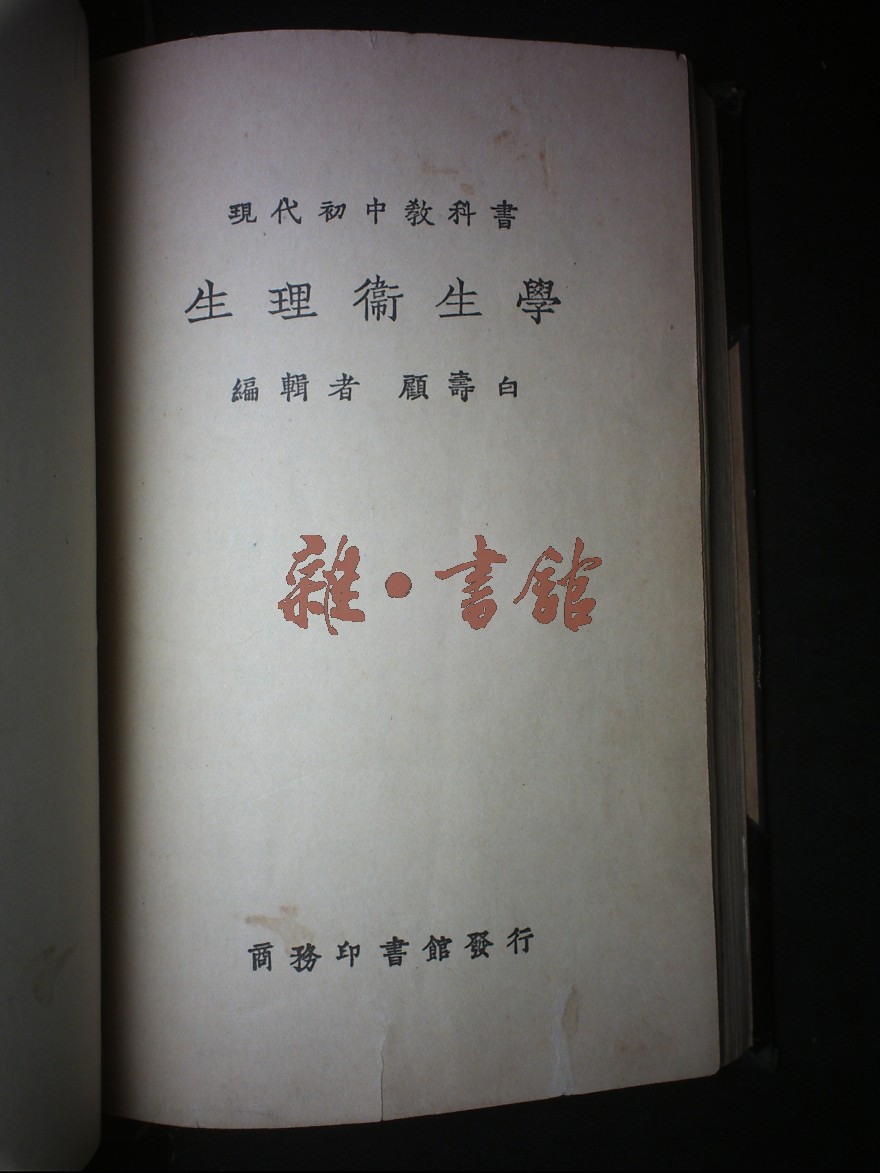 現代初中教科書
生理衞生學
編輯者 顧壽白
雜·書館
商務印書館發行